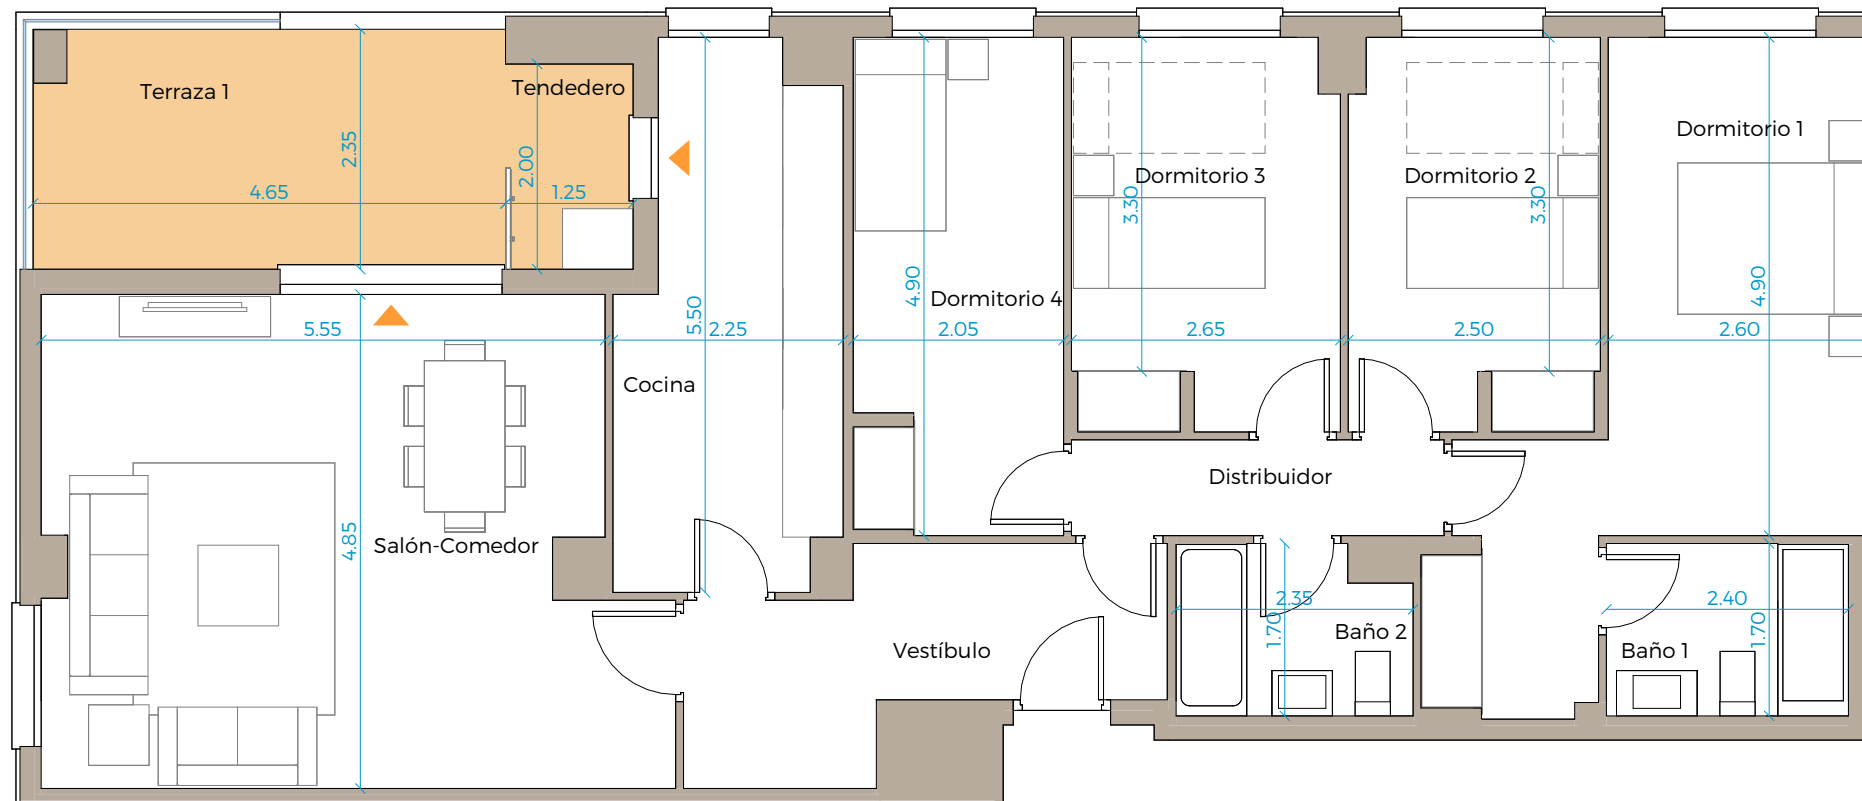 Terraza 1
Tendedero
2.35
2.00
4.65
1.25
Dormitorio 1
Dormitorio 3
Dormitorio 2
3.30
3.30
4.90
Dormitorio 4
4.90
5.50
5.55
2.25
2.05
2.65
2.50
2.60
Cocina
Distribuidor
Salón-Comedor
4.85
2.35
2.40
1.70
Baño 2
1.70
Vestíbulo
Baño 1